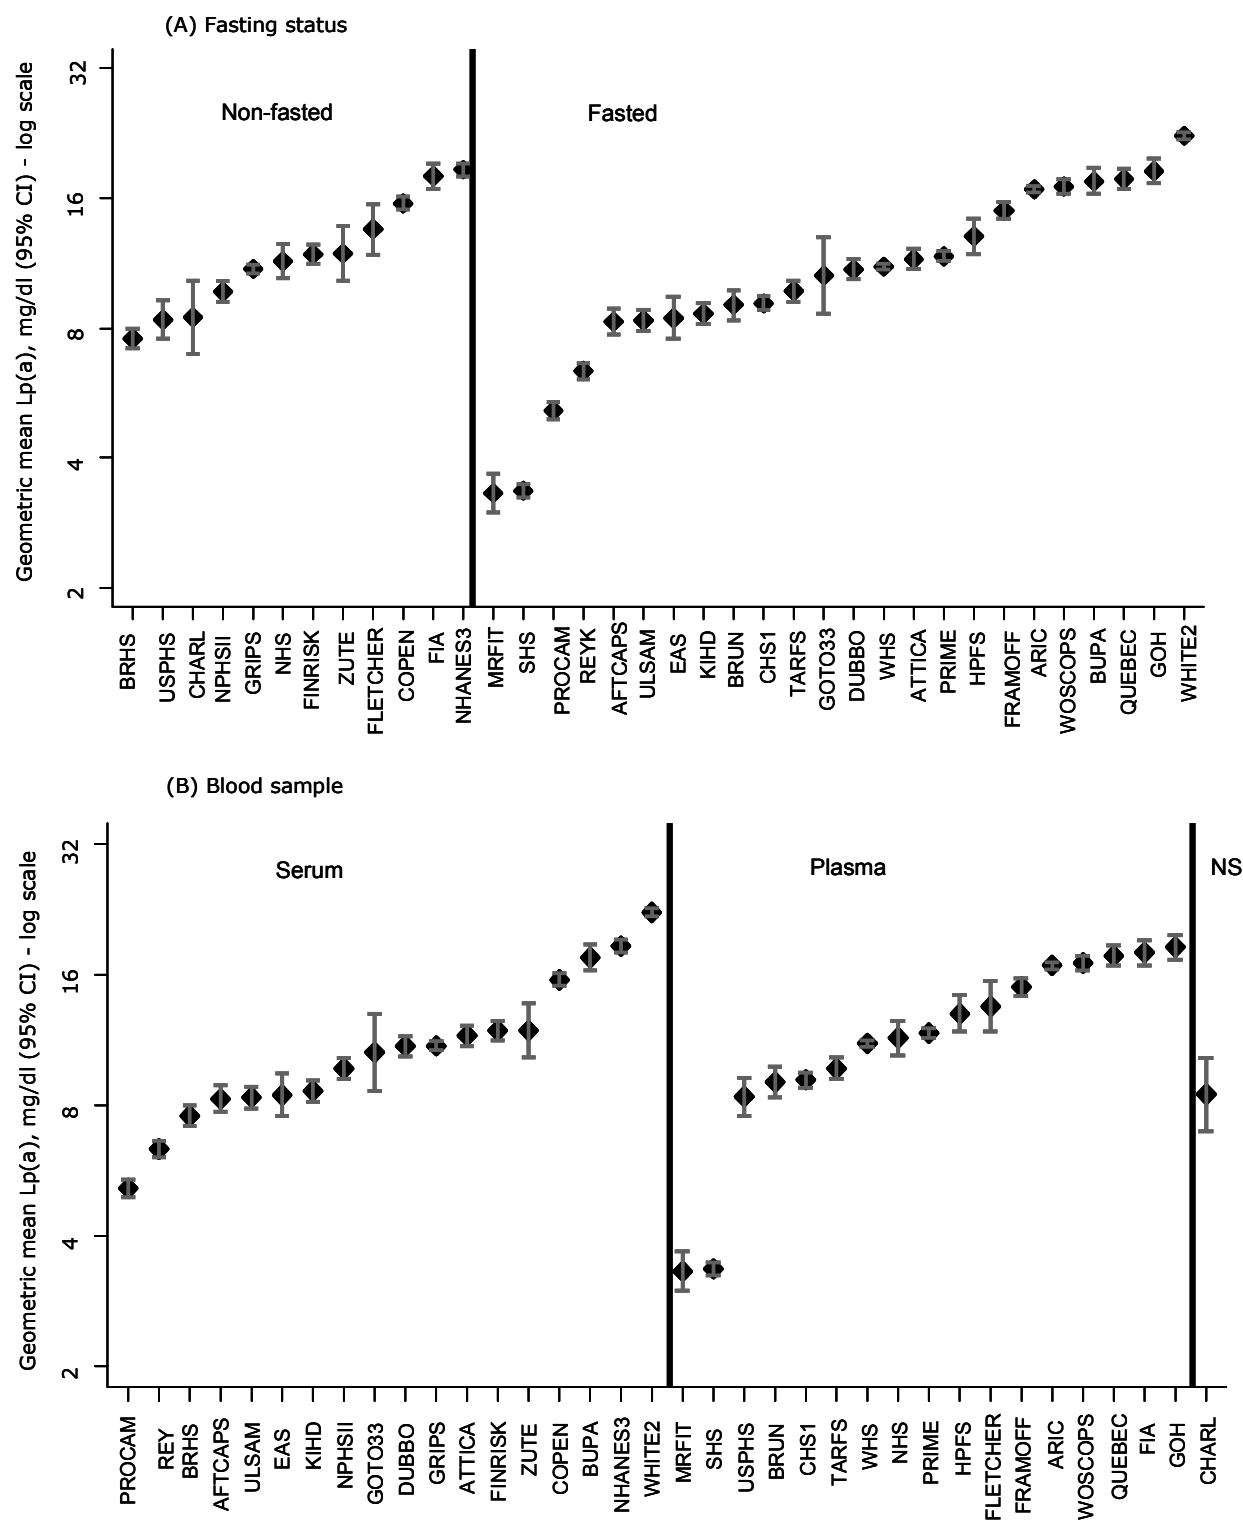 (A) Fasting status
Geometric mean Lp(a), mg/dl (95% CI) - log scale
32
16
8
4
2
Non-fasted
Fasted
BRHS
USPHS
CHARL
NPHSII
GRIPS
NHS
FINRISK
ZUTE
FLETCHER
COPEN
FIA
NHANES3
MRFIT
SHS
PROCAM
REYK
AFTCAPS
ULSAM
EAS
KIHD
BRUN
CHS1
TARFS
GOTO33
DUBBO
WHS
ATTICA
PRIME
HPFS
FRAMOFF
ARIC
WOSCOPS
BUPA
QUEBEC
GOH
WHITE2
(B) Blood sample
Geometric mean Lp(a), mg/dl (95% CI) - log scale
32
16
8
4
2
Serum
Plasma
NS
PROCAM
REY
BRHS
AFTCAPS
ULSAM
EAS
KIHD
NPHSII
GOTO33
DUBBO
GRIPS
ATTICA
FINRISK
ZUTE
COPEN
BUPA
NHANES3
WHITE2
MRFIT
SHS
USPHS
BRUN
CHS1
TARFS
WHS
NHS
PRIME
HPFS
FLETCHER
FRAMOFF
ARIC
WOSCOPS
QUEBEC
FIA
GOH
CHARL